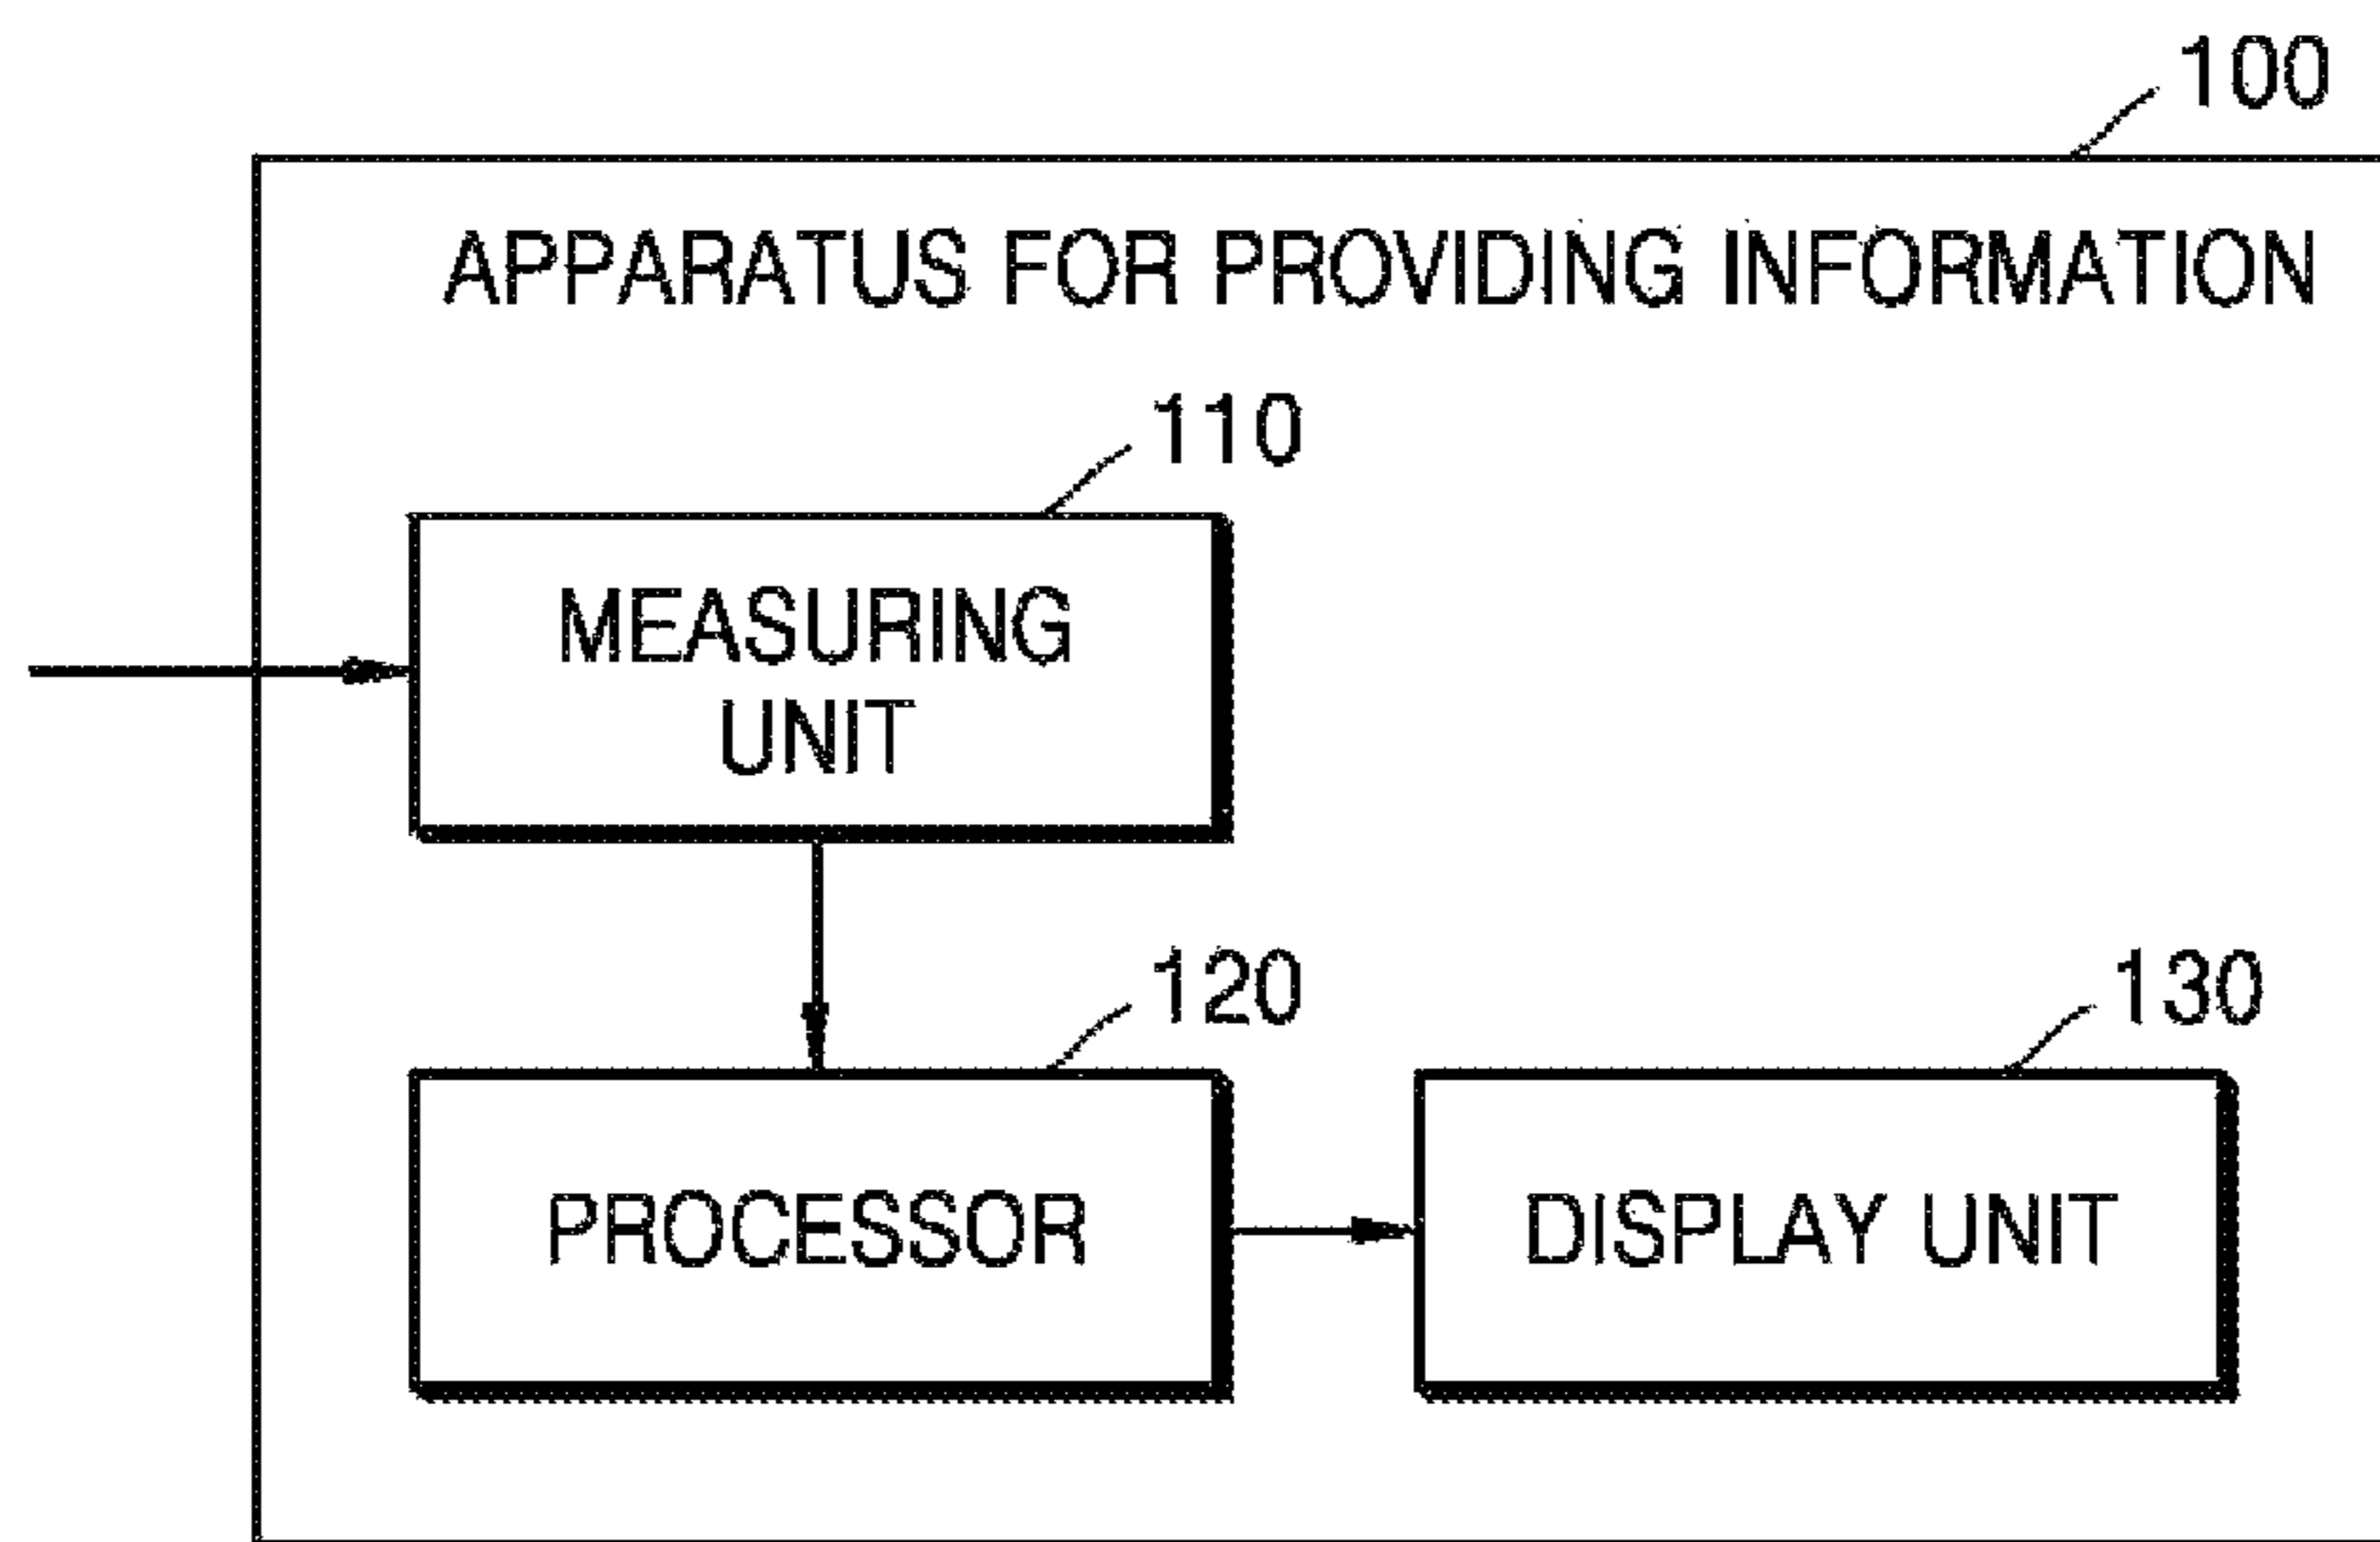 100
APPARATUS FOR PROVIDING INFORMATION
110
MEASURING
UNIT
120
130
PROCESSOR
DISPLAY UNIT